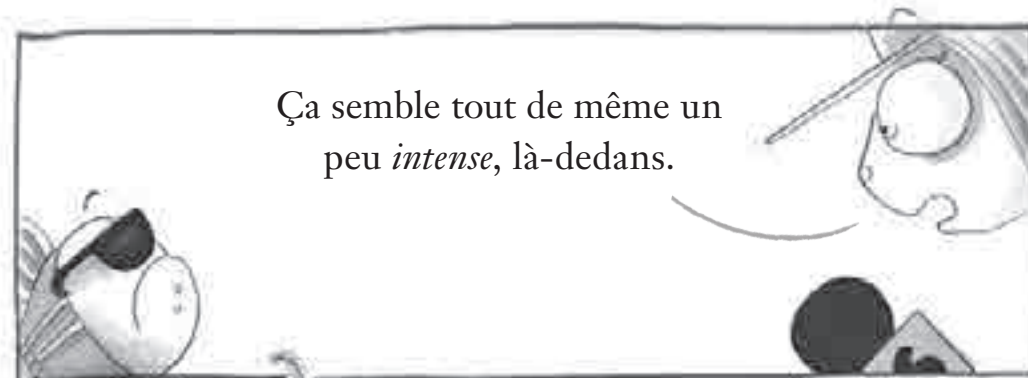 Ça semble tout de même un
peu intense, là-dedans.